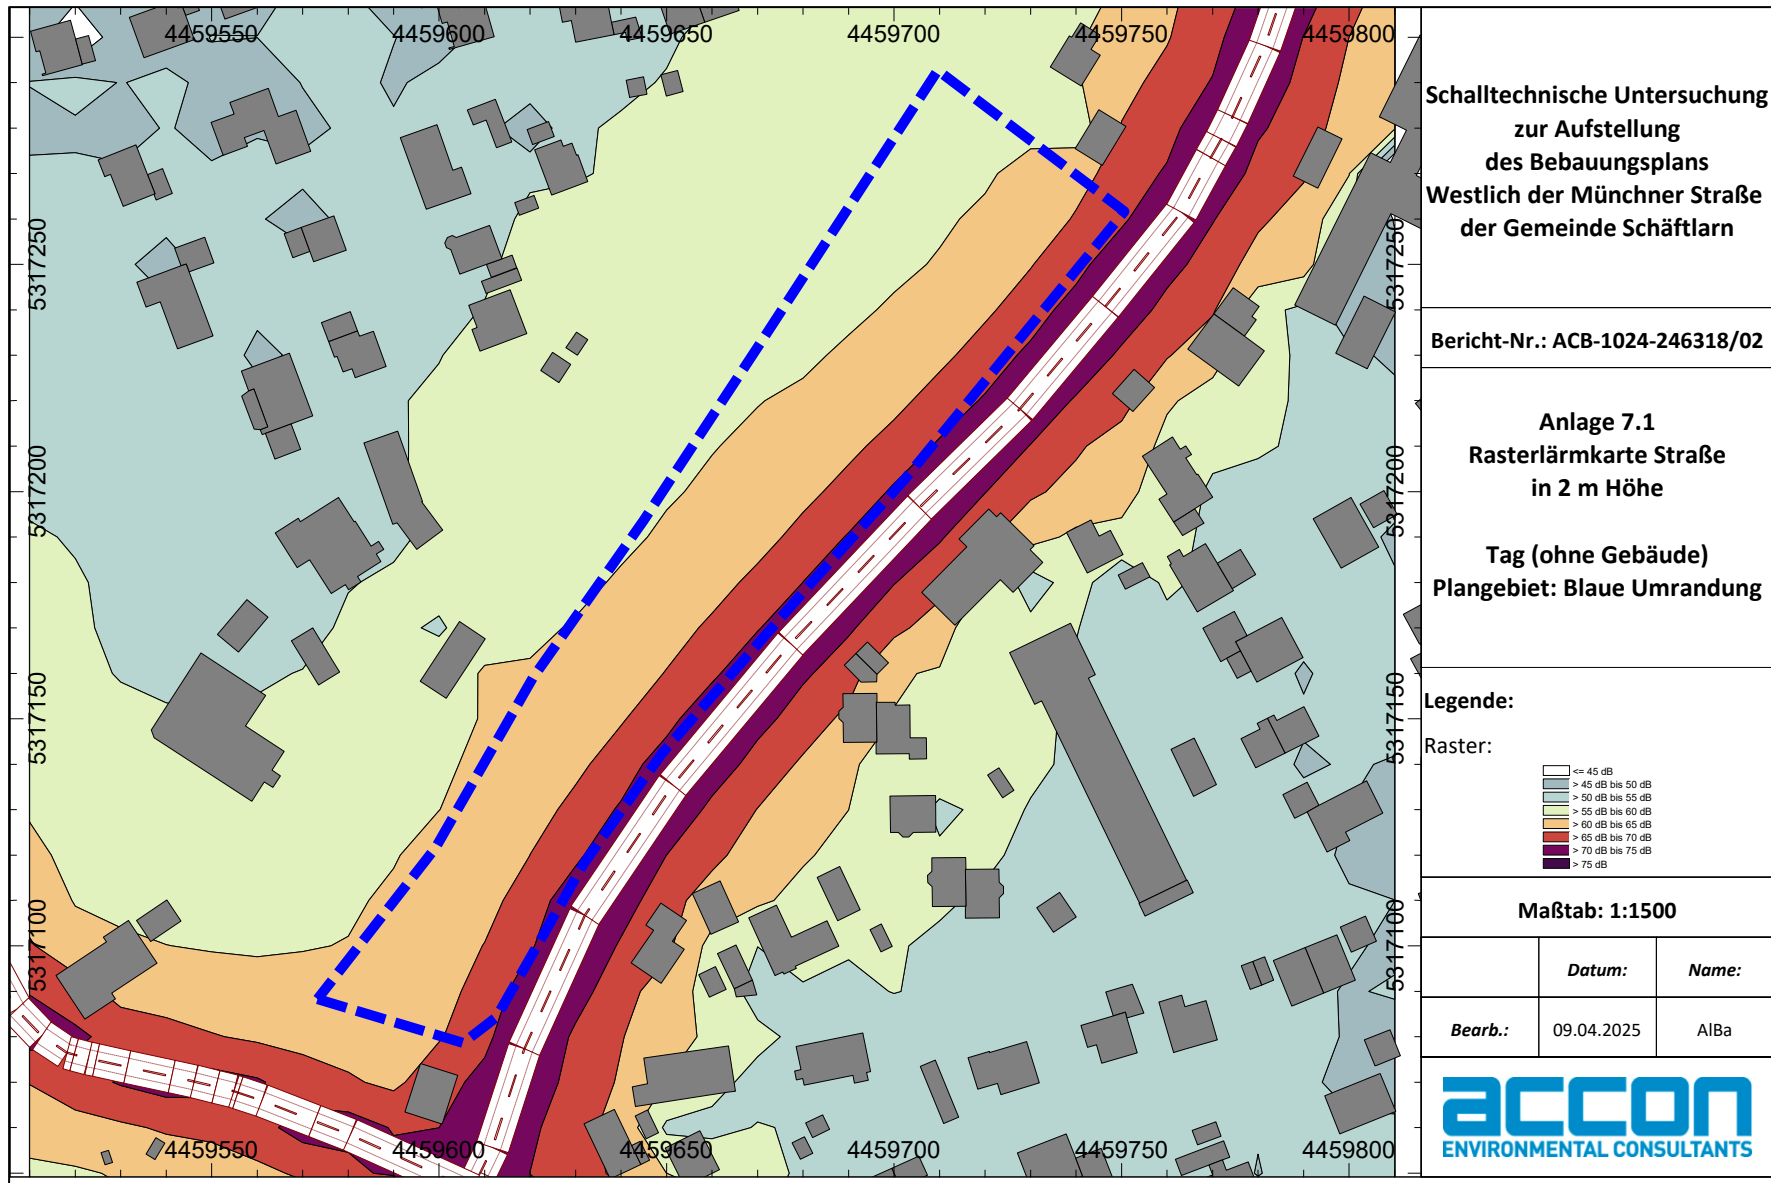 4459550
4459600
4459650
4459700
4459750
4459800
5317250
5317200
5317150
5317100
5317250
5317200
5317150
5317100
4459550
4459600
4459650
4459700
4459750
4459800
Schalltechnische Untersuchung
zur Aufstellung
des Bebauungsplans
Westlich der Münchner Straße
der Gemeinde Schäftlarn
Bericht-Nr.: ACB-1024-246318/02
Anlage 7.1
Rasterlärmkarte Straße
in 2 m Höhe
Tag (ohne Gebäude)
Plangebiet: Blaue Umrandung
Legende:
Raster:
<= 45 dB
> 45 dB bis 50 dB
> 50 dB bis 55 dB
> 55 dB bis 60 dB
> 60 dB bis 65 dB
> 65 dB bis 70 dB
> 70 dB bis 75 dB
> 75 dB
Maßstab: 1:1500
Datum: Name:
Bearb.: 09.04.2025 AlBa
accon
ENVIRONMENTAL CONSULTANTS